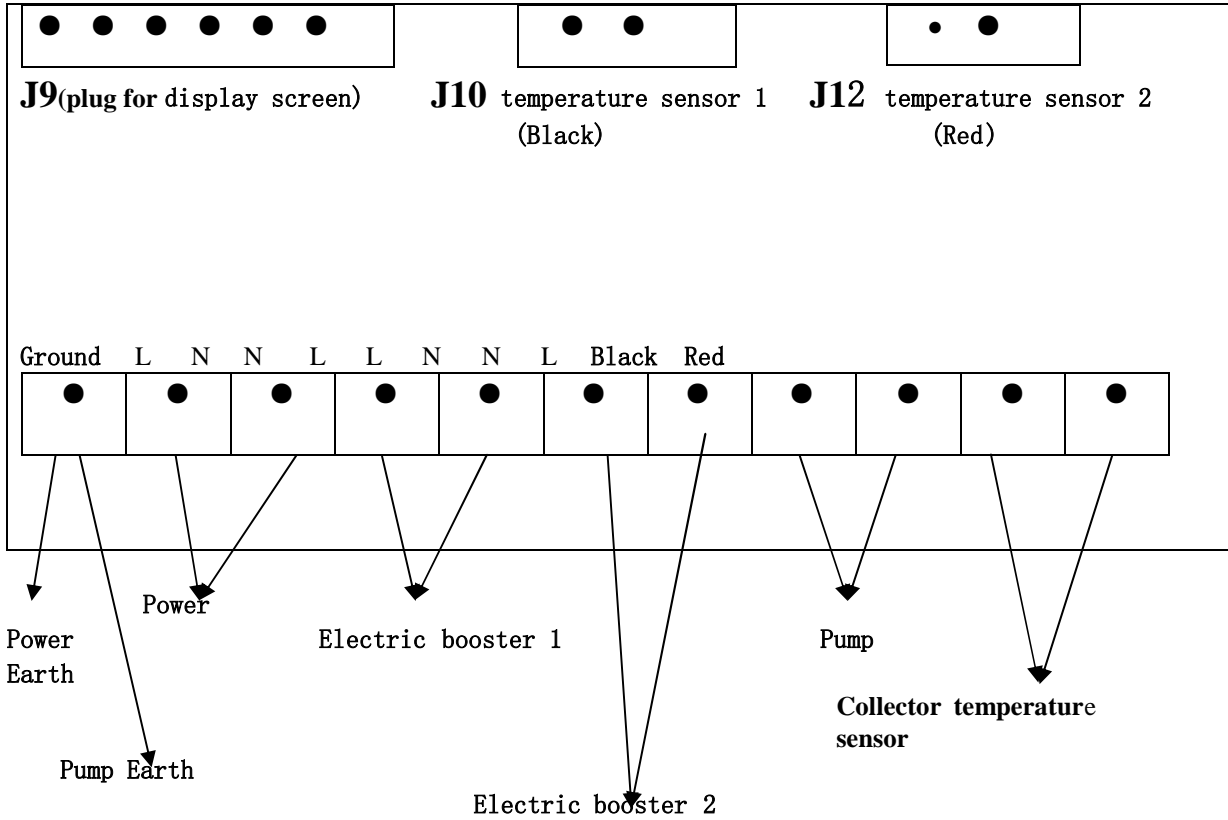 J9(plug for display screen) J10 temperature sensor 1 J12 temperature sensor 2
(Black) (Red)
Ground L N N L L N N L Black Red
Power
Power Electric booster 1 Pump
Earth
Collector temperature
sensor
Pump Earth
Electric booster 2